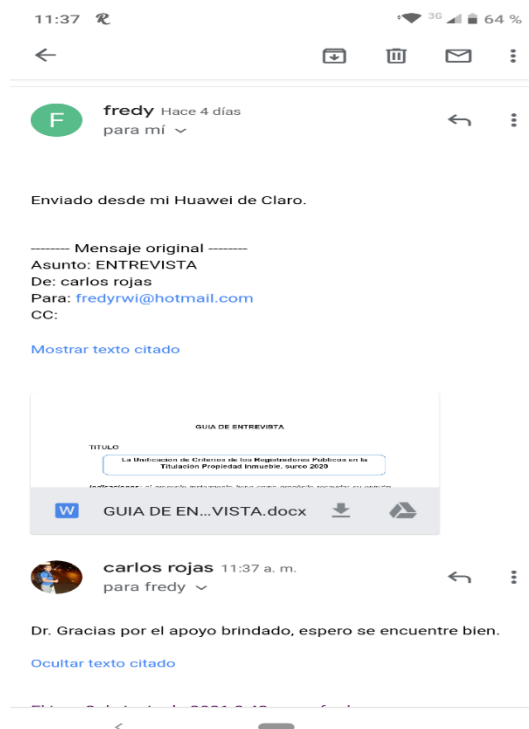 11:37
3G 64 %
F
fredy Hace 4 días
para mí
Enviado desde mi Huawei de Claro.
-------- Mensaje original --------
Asunto: ENTREVISTA
De: carlos rojas
Para: fredyrwi@hotmail.com
CC:
Mostrar texto citado
GUIA DE ENTREVISTA
TITULO
La Unificación de Criterios de los Registradores Públicos en la
Titulación Propiedad Inmueble, surco 2020
W GUIA DE EN...VISTA.docx
carlos rojas 11:37 a. m.
para fredy
Dr. Gracias por el apoyo brindado, espero se encuentre bien.
Ocultar texto citado